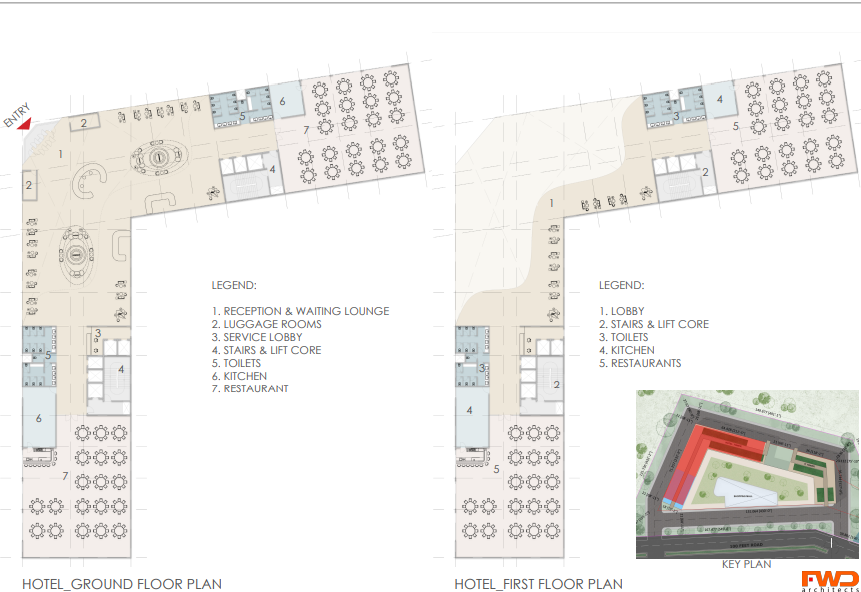 ENTRY
2
1
2
5
6
7
4
3
5
4
6
7
LEGEND:
1. RECEPTION & WAITING LOUNGE
2. LUGGAGE ROOMS
3. SERVICE LOBBY
4. STAIRS & LIFT CORE
5. TOILETS
6. KITCHEN
7. RESTAURANT
HOTEL_GROUND FLOOR PLAN
3
4
5
2
1
3
2
4
5
LEGEND:
1. LOBBY
2. STAIRS & LIFT CORE
3. TOILETS
4. KITCHEN
5. RESTAURANTS
HOTEL_FIRST FLOOR PLAN
KEY PLAN
FWD
architects